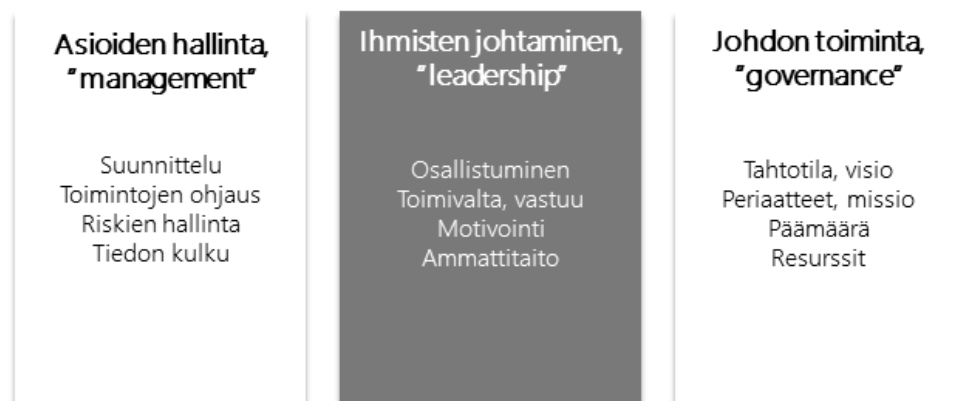 Asioiden hallinta,
"management"
Suunnittelu
Toimintojen ohjaus
Riskien hallinta
Tiedon kulku
Ihmisten johtaminen,
"leadership"
Osallistuminen
Toimivalta, vastuu
Motivointi
Ammattitaito
Johdon toiminta,
"governance"
Tahtotila, visio
Periaatteet, missio
Päämäärä
Resurssit